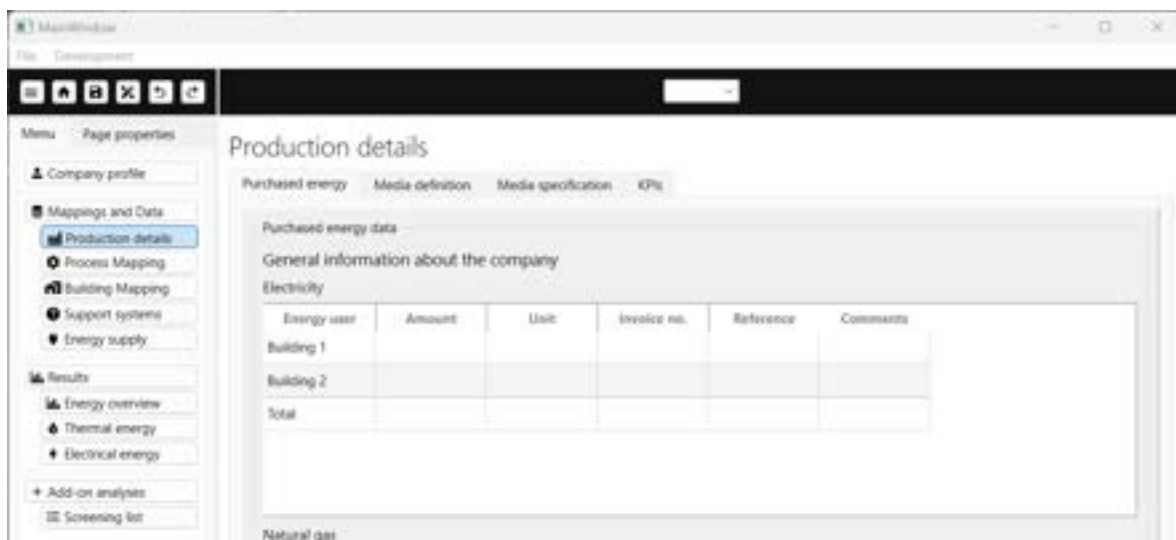 MainWindow
File Development
Menu Page properties
Company profile
Mappings and Data
Production details
Process Mapping
Building Mapping
Support systems
Energy supply
Results
Energy overview
Thermal energy
Electrical energy
+ Add-on analyses
Screening list
Production details
Purchased energy Media definition Media specification KPIs
Purchased energy data
General information about the company
Electricity
Energy user Amount Unit Invoice no. Reference Comments
Building 1
Building 2
Total
Natural gas